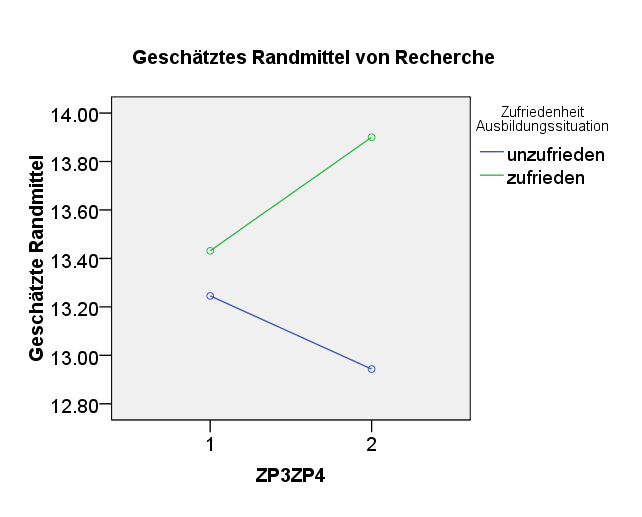 Geschätztes Randmittel von Recherche
Geschätzte Randmittel
14.00
13.80
13.60
13.40
13.20
13.00
12.80
1
2
ZP3ZP4
Zufriedenheit
Ausbildungssituation
unzufrieden
zufrieden